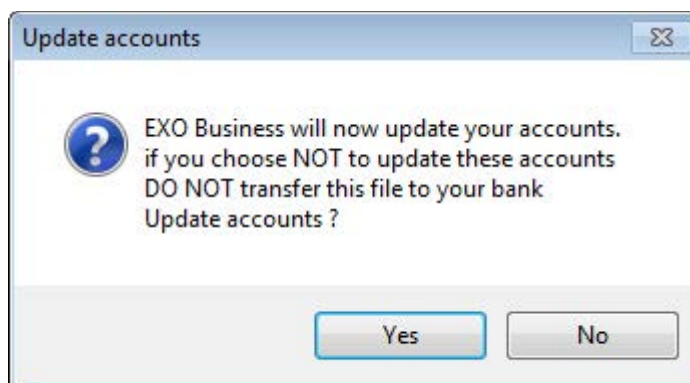 Update accounts
EXO Business will now update your accounts.
if you choose NOT to update these accounts
DO NOT transfer this file to your bank
Update accounts ?
Yes
No